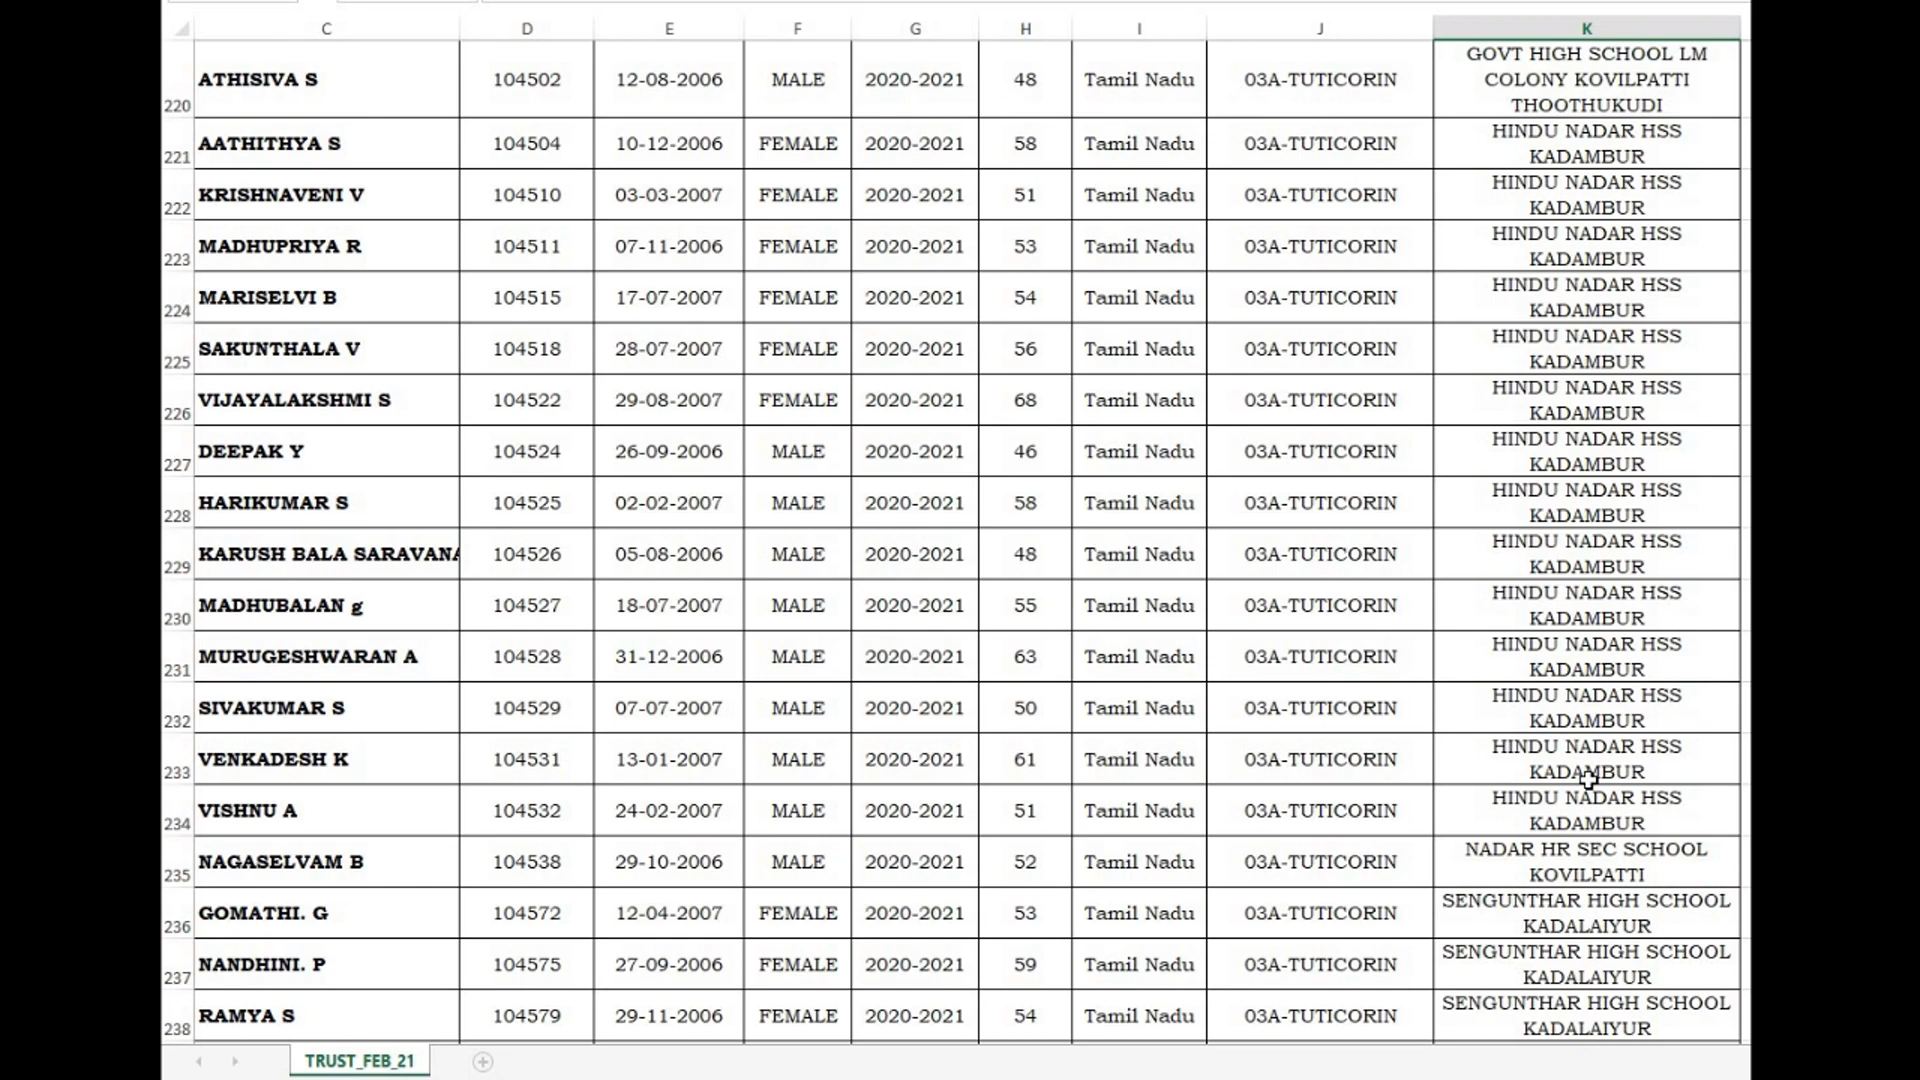 C D E F G H I J K
220 ATHISIVA S 104502 12-08-2006 MALE 2020-2021 48 Tamil Nadu 03A-TUTICORIN GOVT HIGH SCHOOL LM
COLONY KOVILPATTI
THOOTHUKUDI
221 AATHITHYA S 104504 10-12-2006 FEMALE 2020-2021 58 Tamil Nadu 03A-TUTICORIN HINDU NADAR HSS
KADAMBUR
222 KRISHNAVENI V 104510 03-03-2007 FEMALE 2020-2021 51 Tamil Nadu 03A-TUTICORIN HINDU NADAR HSS
KADAMBUR
223 MADHUPRIYA R 104511 07-11-2006 FEMALE 2020-2021 53 Tamil Nadu 03A-TUTICORIN HINDU NADAR HSS
KADAMBUR
224 MARISELVI B 104515 17-07-2007 FEMALE 2020-2021 54 Tamil Nadu 03A-TUTICORIN HINDU NADAR HSS
KADAMBUR
225 SAKUNTHALA V 104518 28-07-2007 FEMALE 2020-2021 56 Tamil Nadu 03A-TUTICORIN HINDU NADAR HSS
KADAMBUR
226 VIJAYALAKSHMI S 104522 29-08-2007 FEMALE 2020-2021 68 Tamil Nadu 03A-TUTICORIN HINDU NADAR HSS
KADAMBUR
227 DEEPAK Y 104524 26-09-2006 MALE 2020-2021 46 Tamil Nadu 03A-TUTICORIN HINDU NADAR HSS
KADAMBUR
228 HARIKUMAR S 104525 02-02-2007 MALE 2020-2021 58 Tamil Nadu 03A-TUTICORIN HINDU NADAR HSS
KADAMBUR
229 KARUSH BALA SARAVANA 104526 05-08-2006 MALE 2020-2021 48 Tamil Nadu 03A-TUTICORIN HINDU NADAR HSS
KADAMBUR
230 MADHUBALAN g 104527 18-07-2007 MALE 2020-2021 55 Tamil Nadu 03A-TUTICORIN HINDU NADAR HSS
KADAMBUR
231 MURUGESHWARAN A 104528 31-12-2006 MALE 2020-2021 63 Tamil Nadu 03A-TUTICORIN HINDU NADAR HSS
KADAMBUR
232 SIVAKUMAR S 104529 07-07-2007 MALE 2020-2021 50 Tamil Nadu 03A-TUTICORIN HINDU NADAR HSS
KADAMBUR
233 VENKADESH K 104531 13-01-2007 MALE 2020-2021 61 Tamil Nadu 03A-TUTICORIN HINDU NADAR HSS
KADAMBUR
234 VISHNU A 104532 24-02-2007 MALE 2020-2021 51 Tamil Nadu 03A-TUTICORIN HINDU NADAR HSS
KADAMBUR
235 NAGASELVAM B 104538 29-10-2006 MALE 2020-2021 52 Tamil Nadu 03A-TUTICORIN NADAR HR SEC SCHOOL
KOVILPATTI
236 GOMATHI. G 104572 12-04-2007 FEMALE 2020-2021 53 Tamil Nadu 03A-TUTICORIN SENGUNTHAR HIGH SCHOOL
KADALAIYUR
237 NANDHINI. P 104575 27-09-2006 FEMALE 2020-2021 59 Tamil Nadu 03A-TUTICORIN SENGUNTHAR HIGH SCHOOL
KADALAIYUR
238 RAMYA S 104579 29-11-2006 FEMALE 2020-2021 54 Tamil Nadu 03A-TUTICORIN SENGUNTHAR HIGH SCHOOL
KADALAIYUR
TRUST_FEB_21